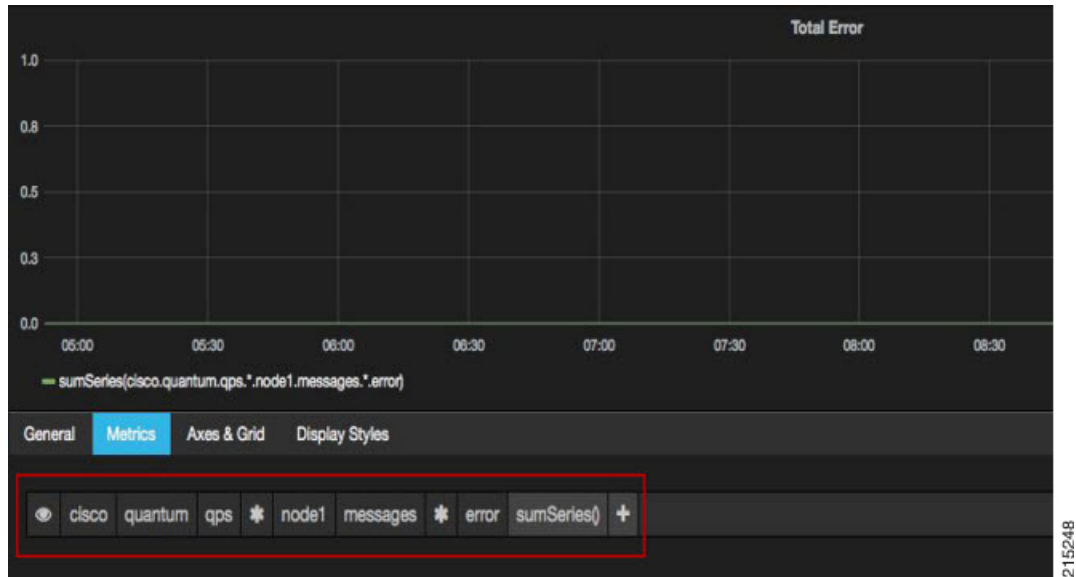 Total Error
1.0
0.8
0.5
0.3
0.0
05:00 05:30 06:00 06:30 07:00 07:30 08:00 08:30
sumSeries(cisco.quantum.qps.*.node1.messages.*.error)
General Metrics Axes & Grid Display Styles
cisco quantum qps * node1 messages * error sumSeries() +
215248